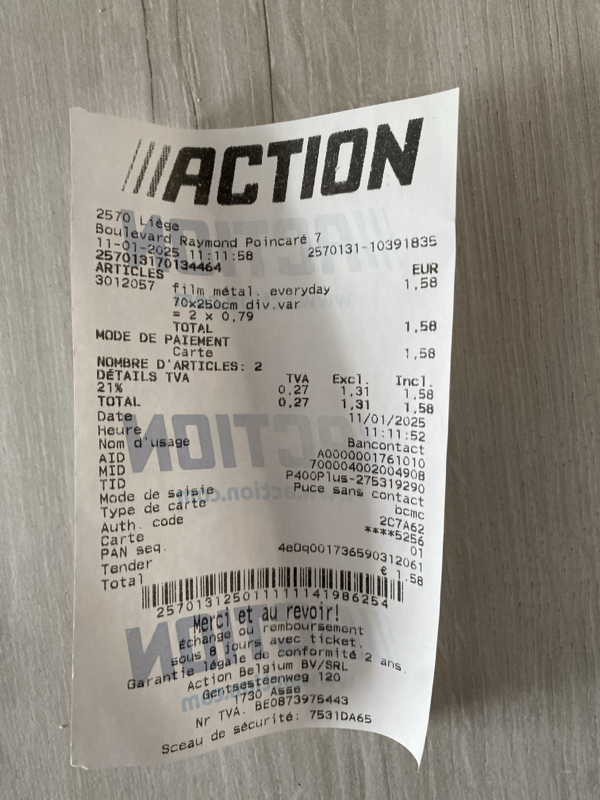 ACTION
2570 Liège
Boulevard Raymond Poincaré 7
11-01-2025 11:11:58 2570131-10391835
257013170134464
ARTICLES EUR
3012057 film métal. everyday 1,58
70x250cm div.var
= 2 x 0,79
TOTAL 1,58
MODE DE PAIEMENT
Carte 1,58
NOMBRE D'ARTICLES: 2
DÉTAILS TVA TVA Excl. Incl.
21% 0,27 1,31 1,58
TOTAL 0,27 1,31 1,58
Date 11/01/2025
Heure 11:11:52
Nom d'usage Bancontact
AID A0000001761010
MID 700004002004908
TID P400Plus-275319290
Mode de saisie Puce sans contact
Type de carte bcmc
Auth. code 2C7A62
Carte ****5256
PAN seq. 01
Tender 4e0q001736590312061
Total € 1.58
2570131250111111141986254
Merci et au revoir!
Échange ou remboursement
sous 8 jours avec ticket.
Garantie légale de conformité 2 ans.
Action Belgium BV/SRL
Gentsesteenweg 120
1730 Asse
Nr TVA. BE0873975443
Sceau de sécurité: 7531DA65